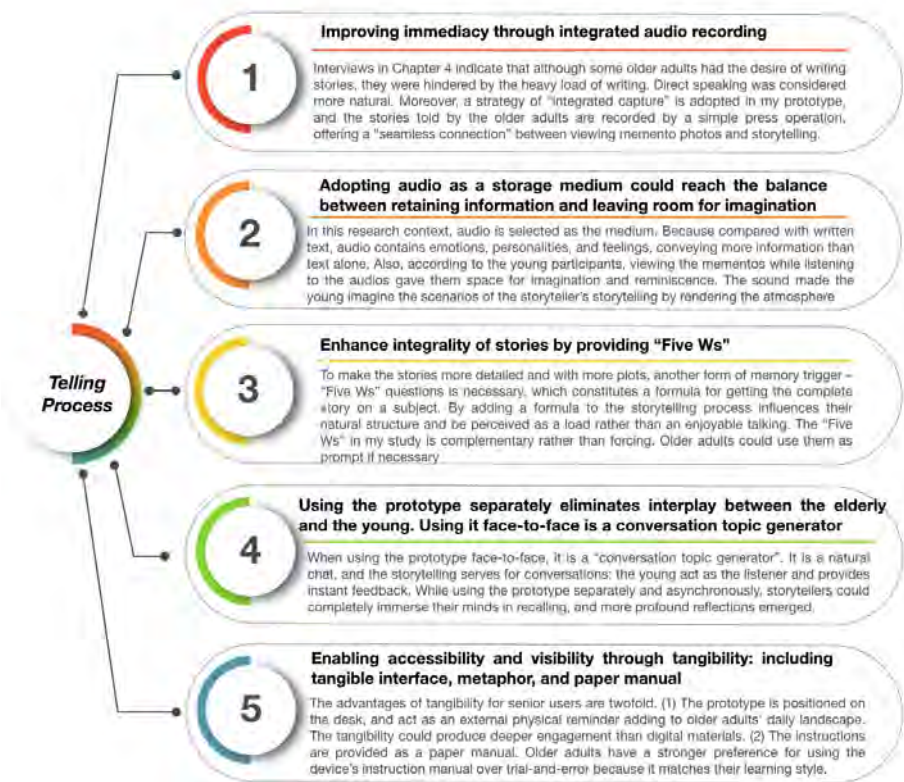 Telling
Process
1
Improving immediacy through integrated audio recording
Interviews in Chapter 4 indicate that although some older adults had the desire of writing
stories, they were hindered by the heavy load of writing. Direct speaking was considered
more natural. Moreover, a strategy of "integrated capture" is adopted in my prototype,
and the stories told by the older adults are recorded by a simple press operation,
offering a "seamless connection" between viewing memento photos and storytelling.
2
Adopting audio as a storage medium could reach the balance
between retaining information and leaving room for imagination
In this research context, audio is selected as the medium. Because compared with written
text, audio contains emotions, personalities, and feelings, conveying more information than
text alone. Also, according to the young participants, viewing the mementos while listening
to the audios gave them space for imagination and reminiscence. The sound made the
young imagine the scenarios of the storyteller's storytelling by rendering the atmosphere
3
Enhance integrality of stories by providing "Five Ws"
To make the stories more detailed and with more plots, another form of memory trigger –
"Five Ws" questions is necessary, which constitutes a formula for getting the complete
story on a subject. By adding a formula to the storytelling process influences their
natural structure and be perceived as a load rather than an enjoyable talking. The "Five
Ws" in my study is complementary rather than forcing. Older adults could use them as
prompt if necessary
4
Using the prototype separately eliminates interplay between the elderly
and the young. Using it face-to-face is a conversation topic generator
When using the prototype face-to-face, it is a "conversation topic generator". It is a natural
chat, and the storytelling serves for conversations: the young act as the listener and provides
instant feedback. While using the prototype separately and asynchronously, storytellers could
completely immerse their minds in recalling, and more profound reflections emerged.
5
Enabling accessibility and visibility through tangibility: including
tangible interface, metaphor, and paper manual
The advantages of tangibility for senior users are twofold. (1) The prototype is positioned on
the desk, and act as an external physical reminder adding to older adults' daily landscape.
The tangibility could produce deeper engagement than digital materials. (2) The instructions
are provided as a paper manual. Older adults have a stronger preference for using the
device's instruction manual over trial-and-error because it matches their learning style.